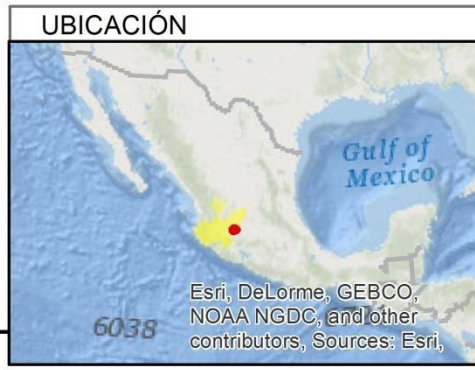 UBICACIÓN
Gulf of
Mexico
6038
Esri, DeLorme, GEBCO,
NOAA NGDC, and other
contributors, Sources: Esri,